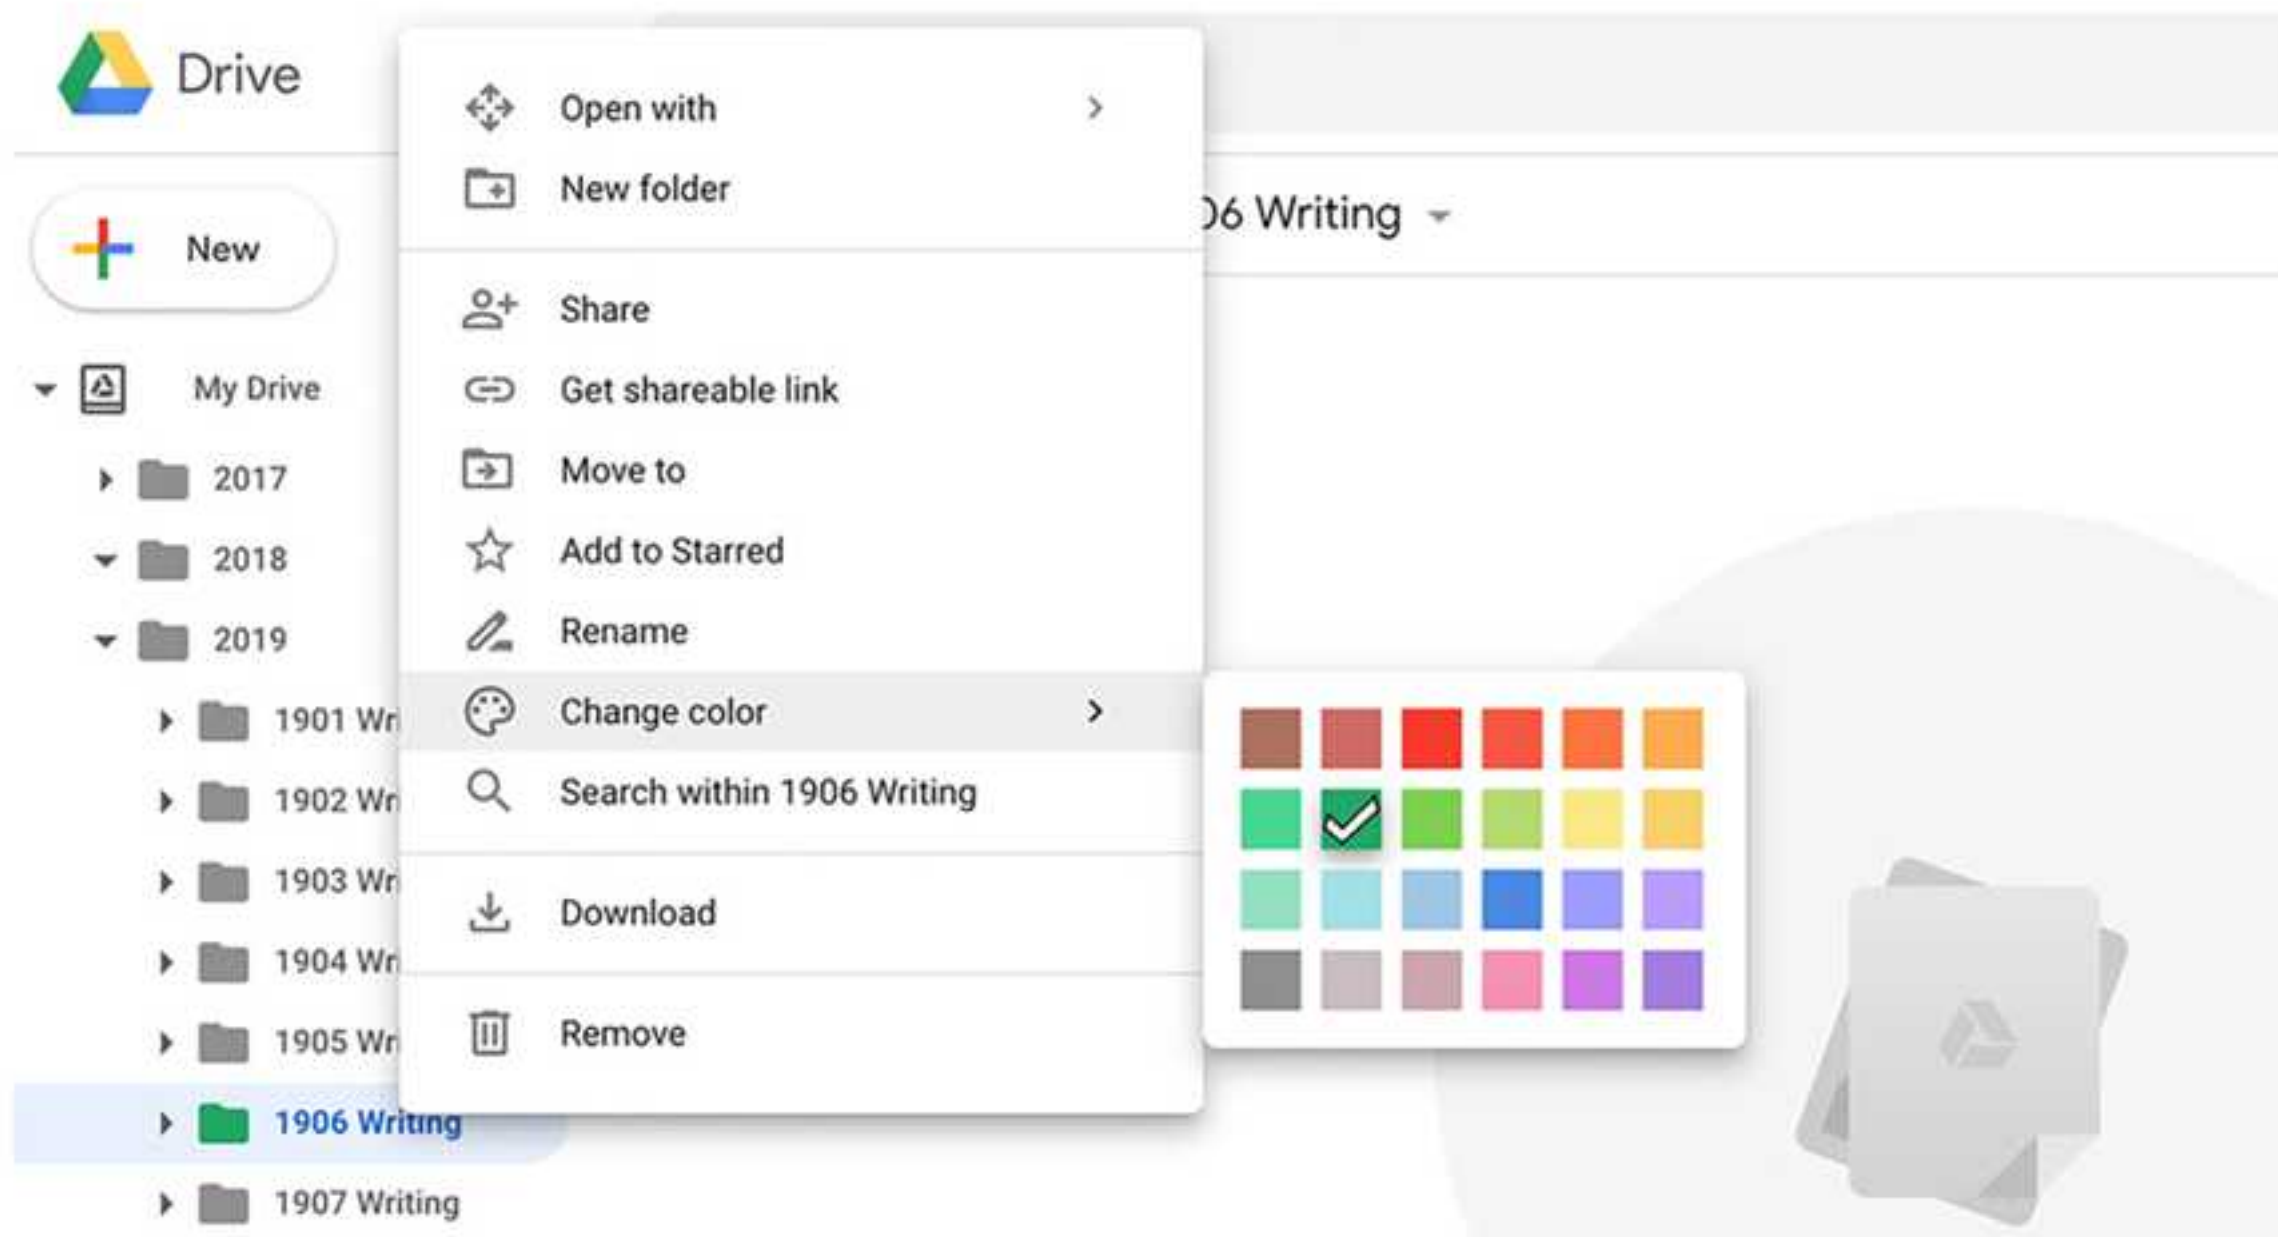 Drive
New
My Drive
2017
2018
2019
1901 Wr
1902 Wr
1903 Wr
1904 Wr
1905 Wr
1906 Writing
1907 Writing
Open with
New folder
Share
Get shareable link
Move to
Add to Starred
Rename
Change color
Search within 1906 Writing
Download
Remove
06 Writing